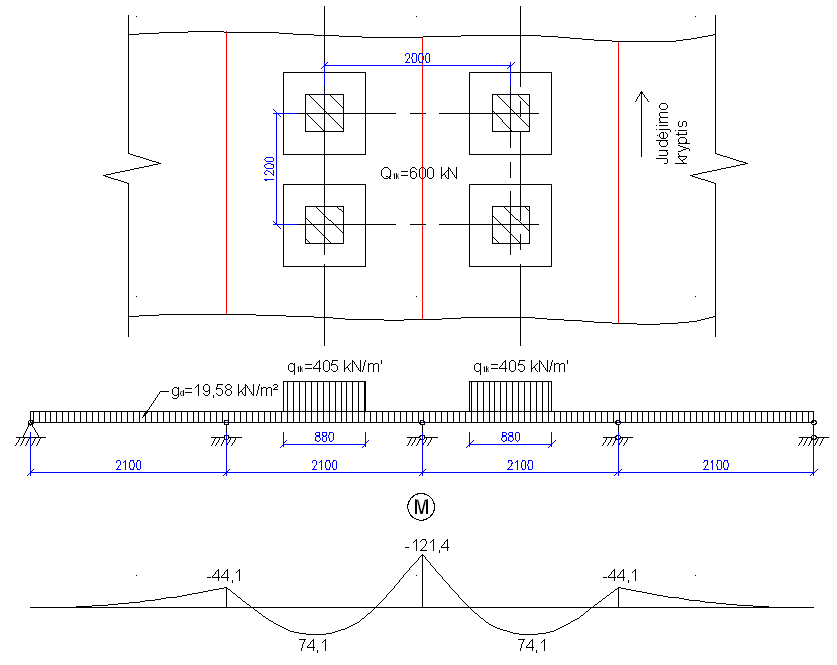 2000
1200
Judėjimo
kryptis
Q₁ₖ=600 kN
q₁ₖ=405 kN/m'
q₁ₖ=405 kN/m'
g_d=19,58 kN/m²
880
880
2100
2100
2100
2100
M
-121,4
-44,1
-44,1
74,1
74,1